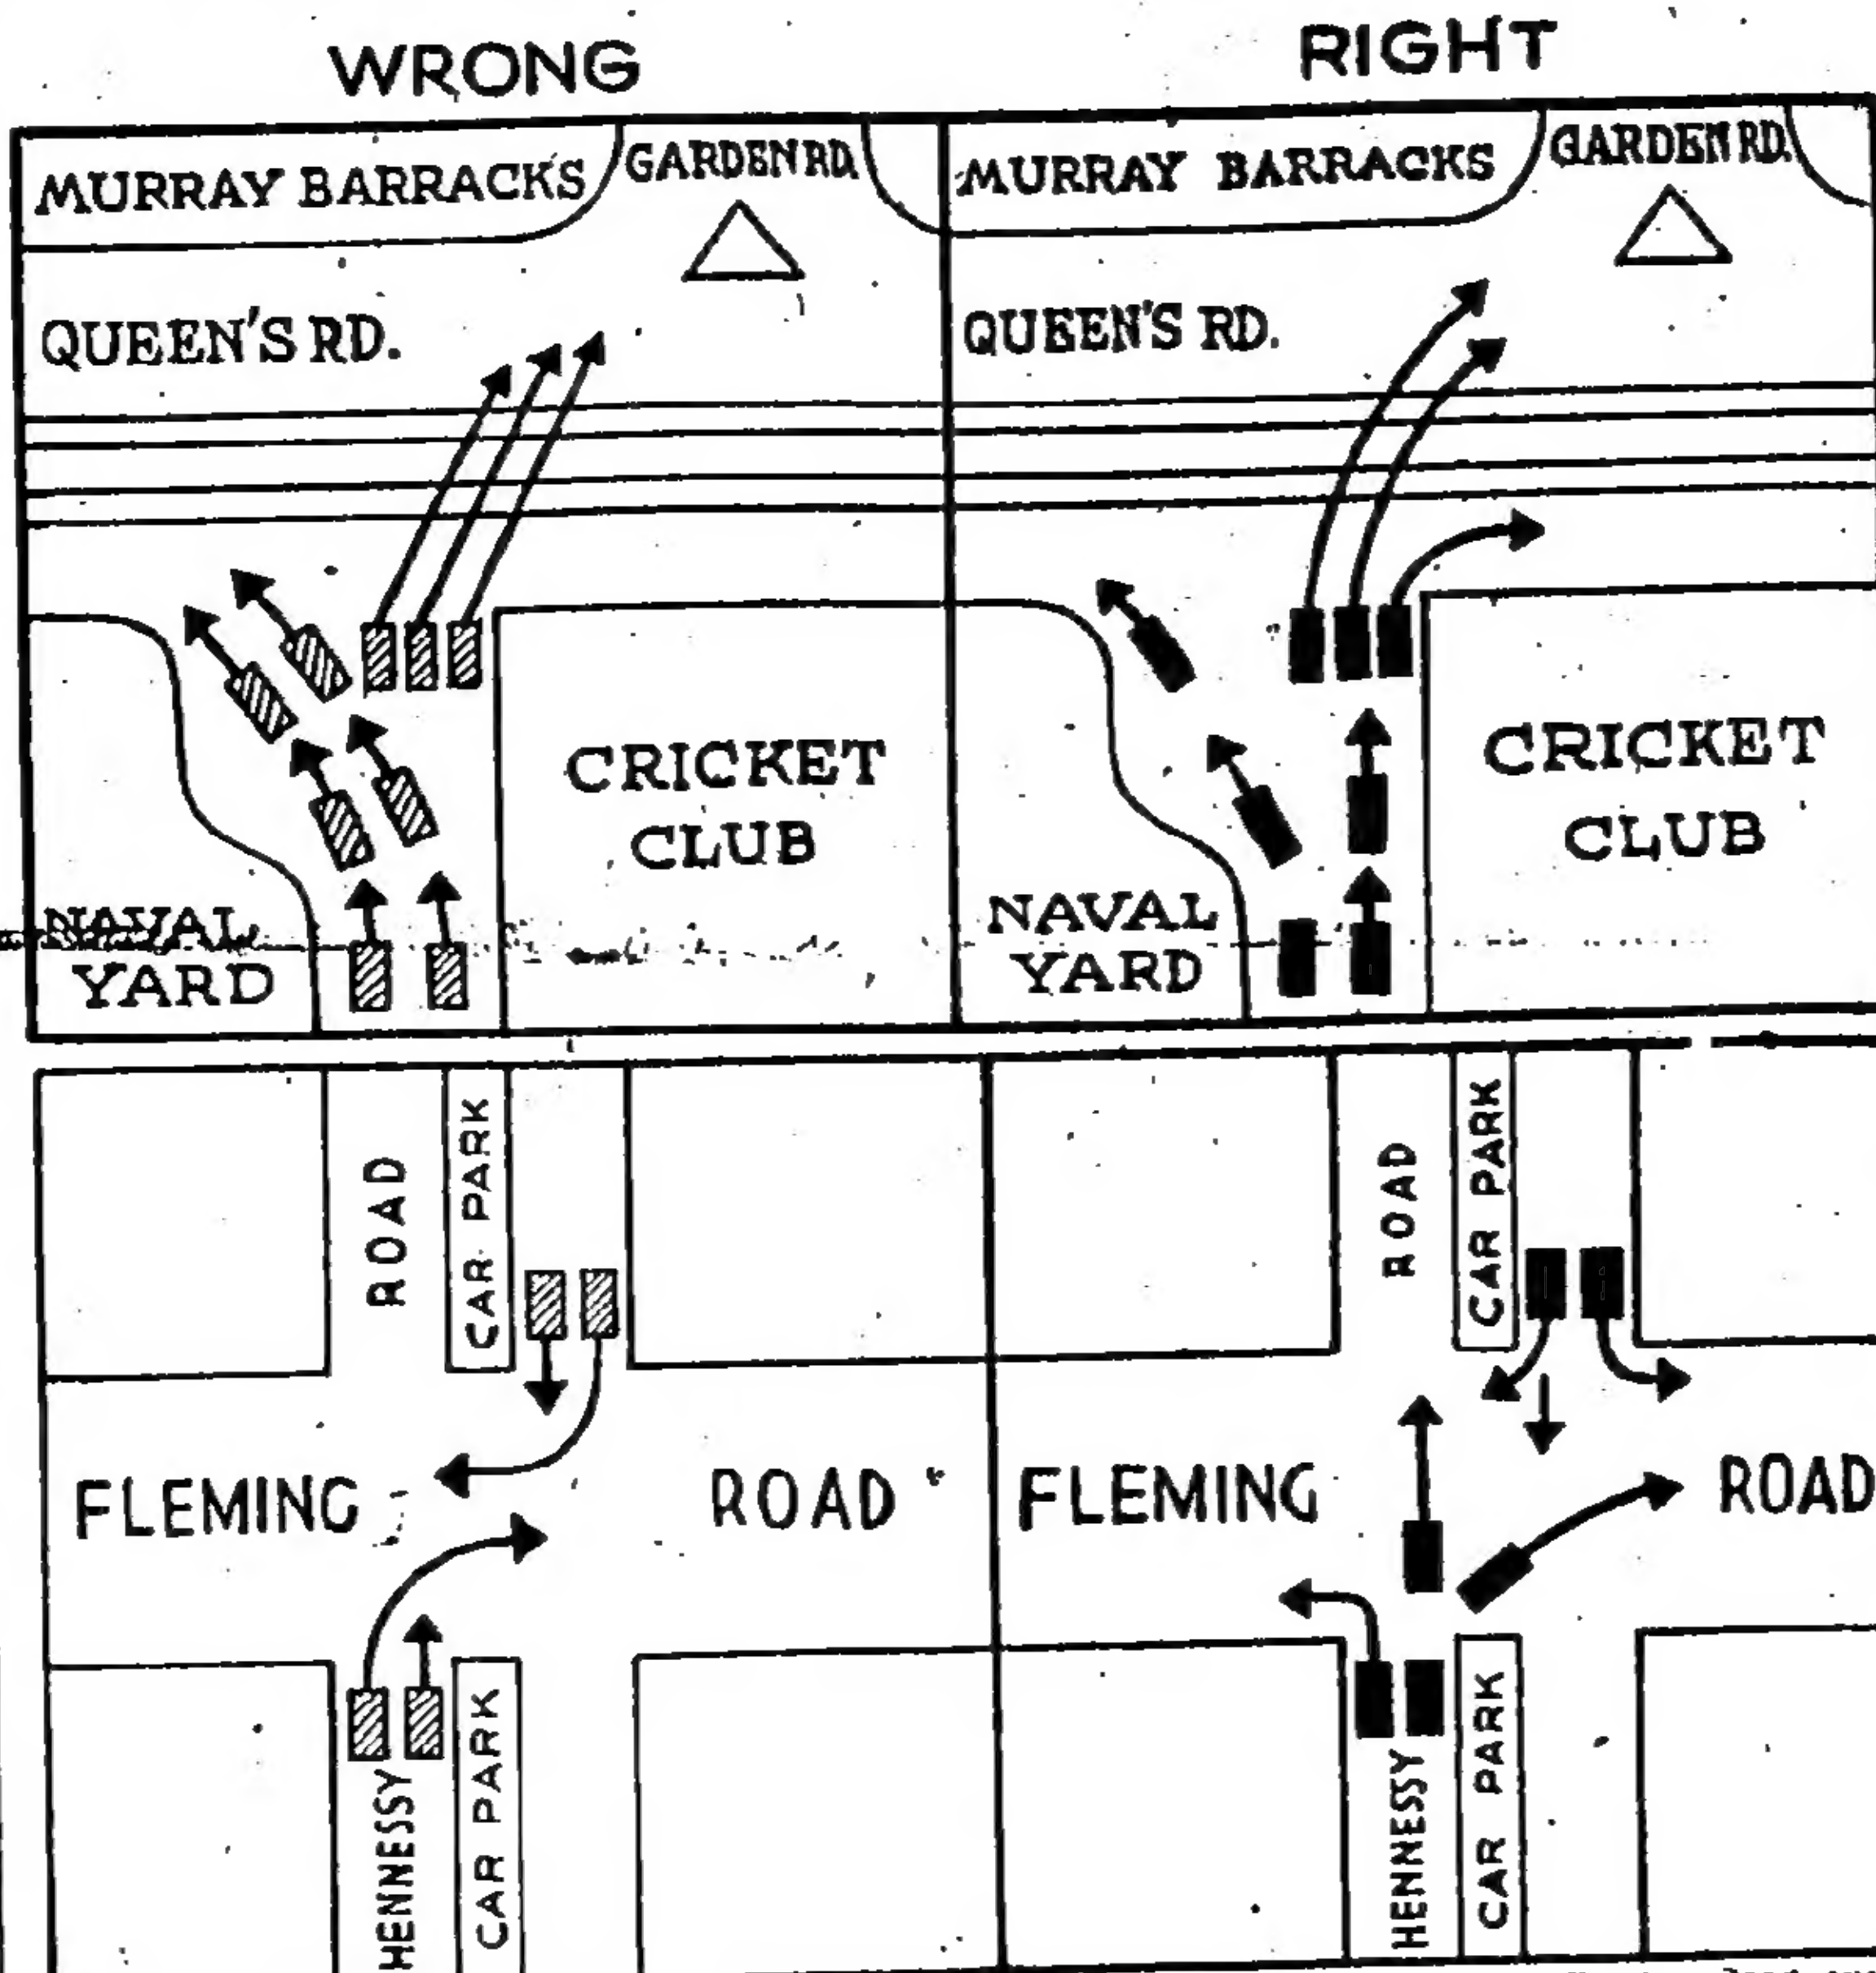 WRONG
RIGHT
MURRAY BARRACKS
GARDEN RD.
MURRAY BARRACKS
GARDEN RD.
QUEEN'S RD.
QUEEN'S RD.
CRICKET
CLUB
CRICKET
CLUB
NAVAL
YARD
NAVAL
YARD
ROAD
CAR PARK
ROAD
CAR PARK
FLEMING
ROAD
FLEMING
ROAD
HENNESSY
CAR PARK
HENNESSY
CAR PARK